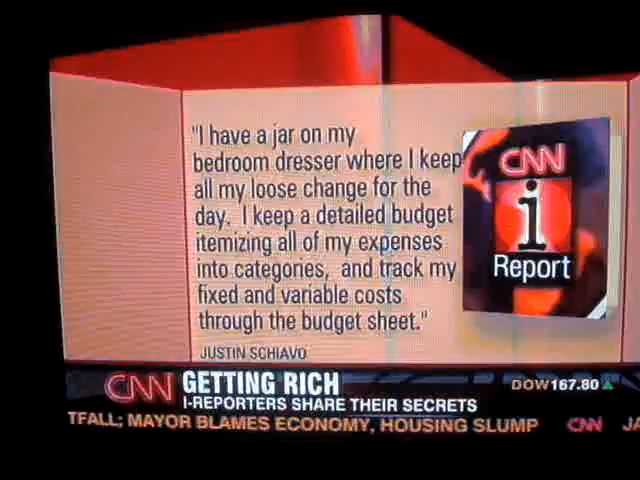 "I have a jar on my
bedroom dresser where I keep
all my loose change for the
day. I keep a detailed budget
itemizing all of my expenses
into categories, and track my
fixed and variable costs
through the budget sheet."
JUSTIN SCHIAVO
CNN
i
Report
CNN GETTING RICH
I-REPORTERS SHARE THEIR SECRETS
DOW 167.80 ▲
TFALL; MAYOR BLAMES ECONOMY, HOUSING SLUMP CNN JA